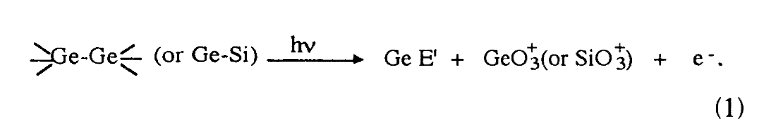 Ge-Ge (or Ge-Si) hν Ge E' + GeO₃⁺(or SiO₃⁺) + e⁻.
(1)